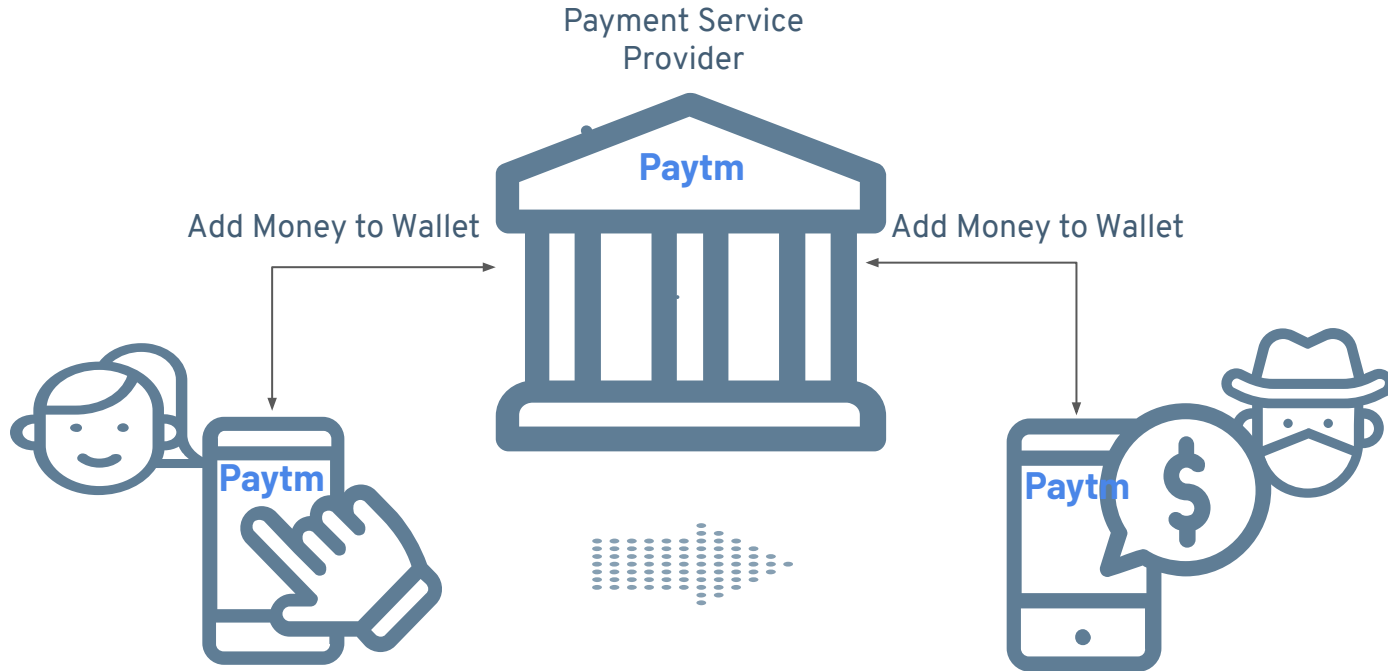 Payment Service
Provider
Paytm
Add Money to Wallet
Add Money to Wallet
Paytm
Paytm
$